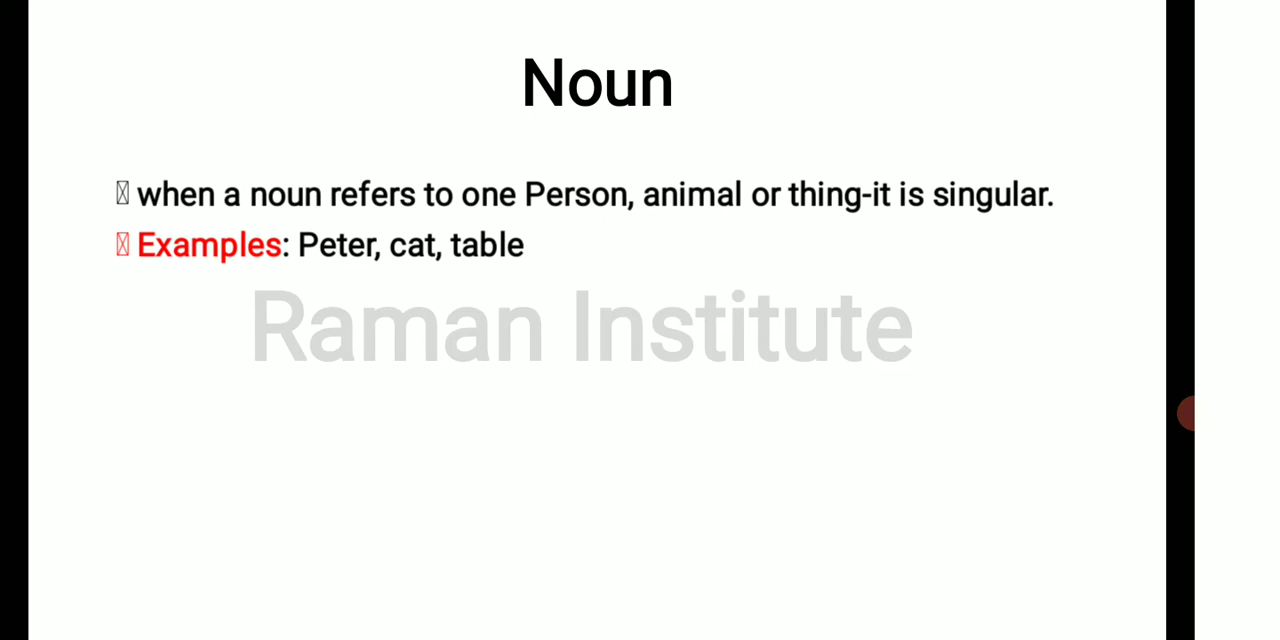 Noun
when a noun refers to one Person, animal or thing-it is singular.
Examples: Peter, cat, table
Raman Institute